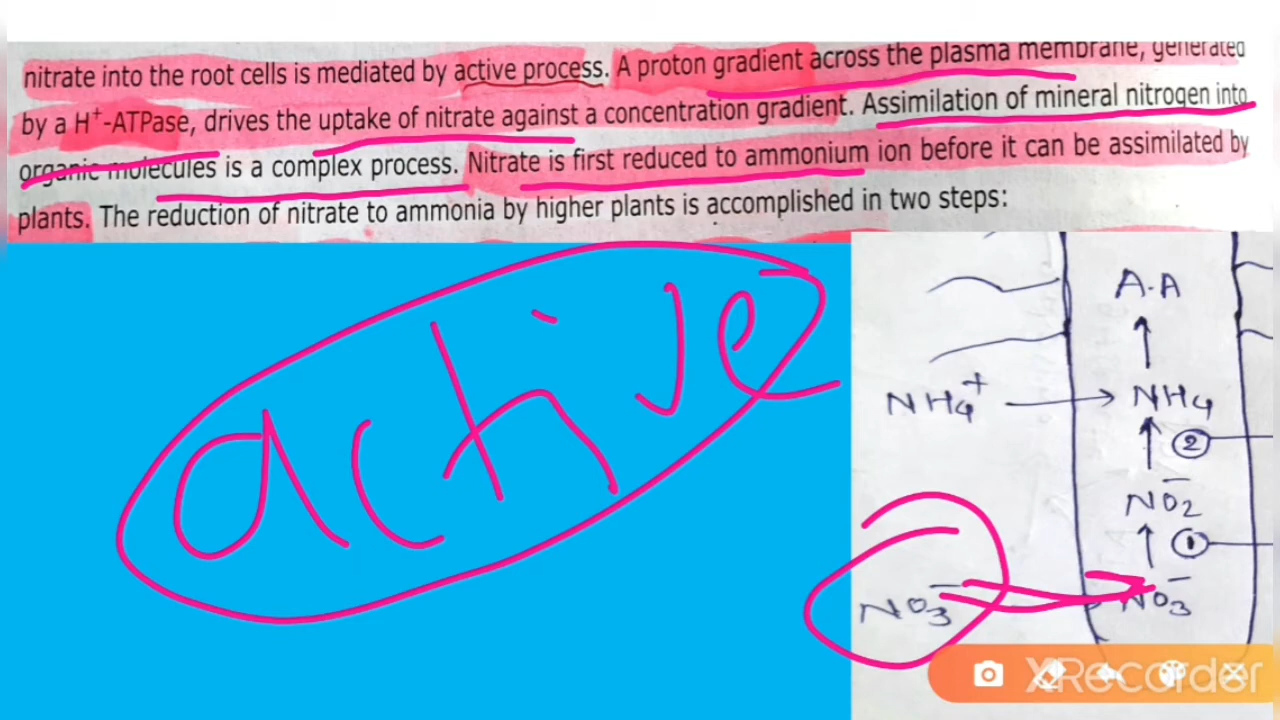 nitrate into the root cells is mediated by active process. A proton gradient across the plasma membrane, generated
by a H⁺-ATPase, drives the uptake of nitrate against a concentration gradient. Assimilation of mineral nitrogen into
organic molecules is a complex process. Nitrate is first reduced to ammonium ion before it can be assimilated by
plants. The reduction of nitrate to ammonia by higher plants is accomplished in two steps:
active
A.A
NH4⁺ → NH4
②
NO2⁻
①
NO3⁻ NO3⁻
XRecorder